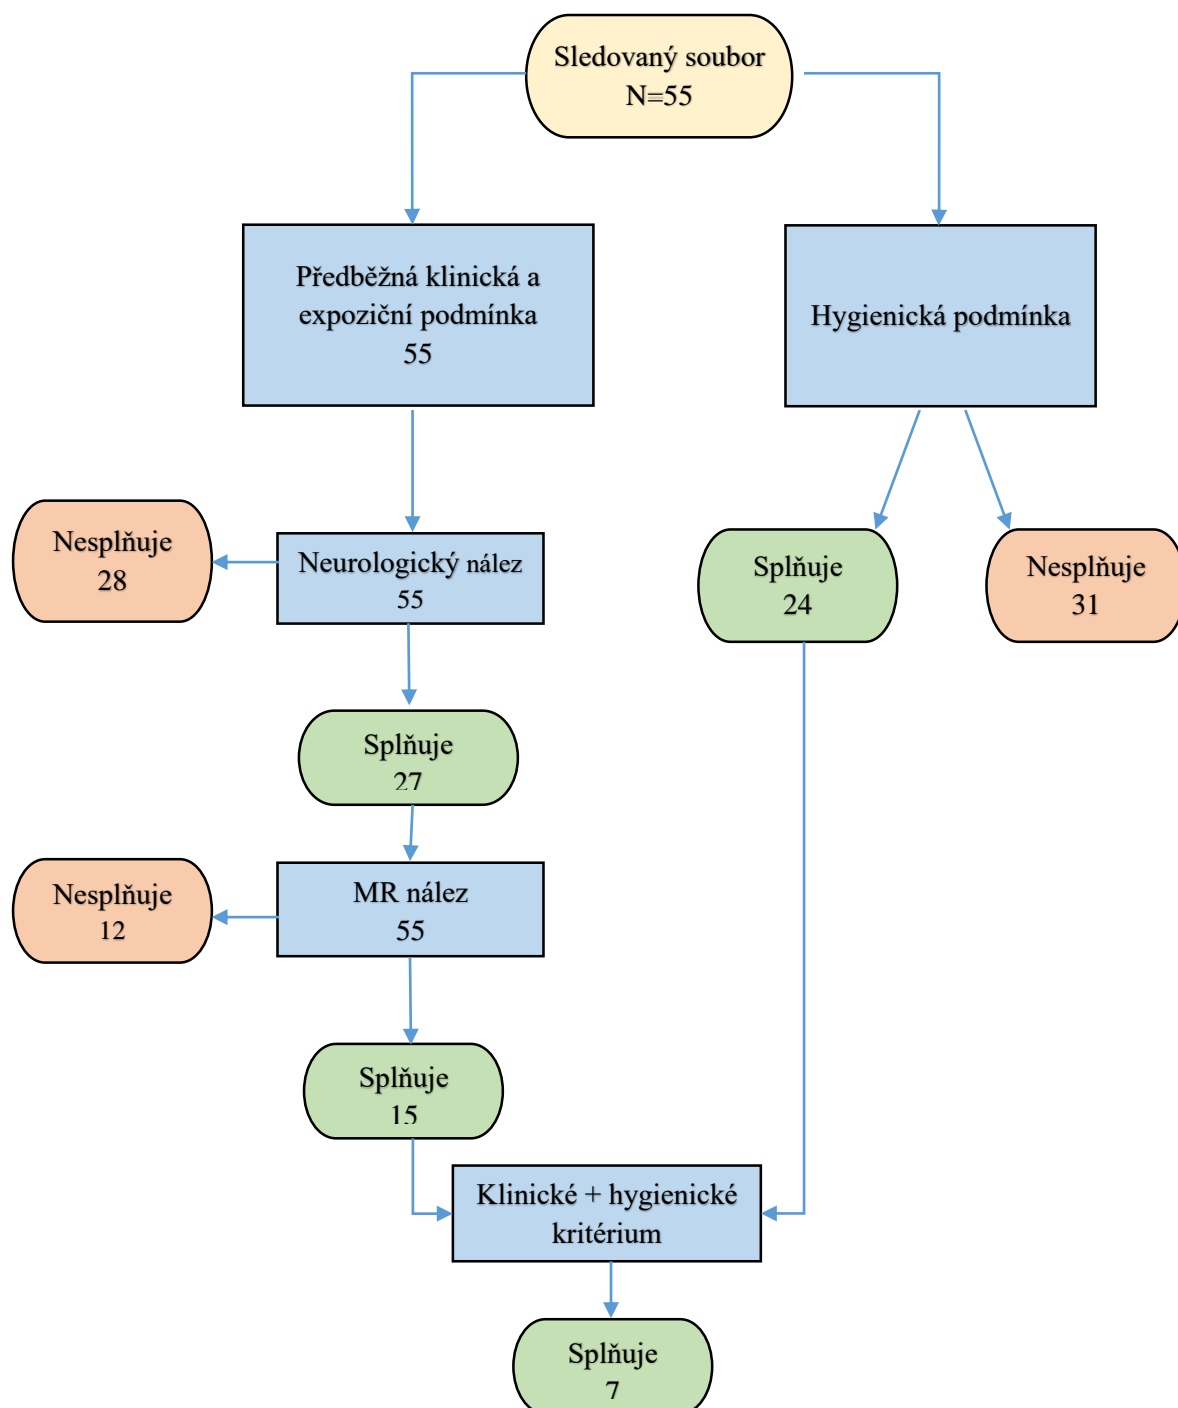 Sledovaný soubor
N=55
Předběžná klinická a
expoziční podmínka
55
Hygienická podmínka
Nesplňuje
28
Neurologický nález
55
Splňuje
24
Nesplňuje
31
Splňuje
27
Nesplňuje
12
MR nález
55
Splňuje
15
Klinické + hygienické
kritérium
Splňuje
7